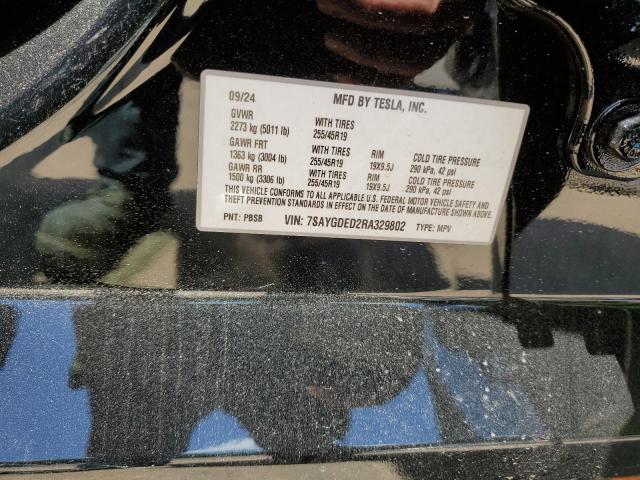 09/24 MFD BY TESLA, INC.
GVWR
2273 kg (5011 lb) WITH TIRES 255/45R19
GAWR FRT
1363 kg (3004 lb) WITH TIRES 255/45R19 RIM 19X9.5J COLD TIRE PRESSURE 290 kPa, 42 psi
GAWR RR
1500 kg (3306 lb) WITH TIRES 255/45R19 RIM 19X9.5J COLD TIRE PRESSURE 290 kPa, 42 psi
THIS VEHICLE CONFORMS TO ALL APPLICABLE U.S. FEDERAL MOTOR VEHICLE SAFETY AND
THEFT PREVENTION STANDARDS IN EFFECT ON THE DATE OF MANUFACTURE SHOWN ABOVE.
PNT: PBSB VIN: 7SAYGDED2RA329802 TYPE: MPV